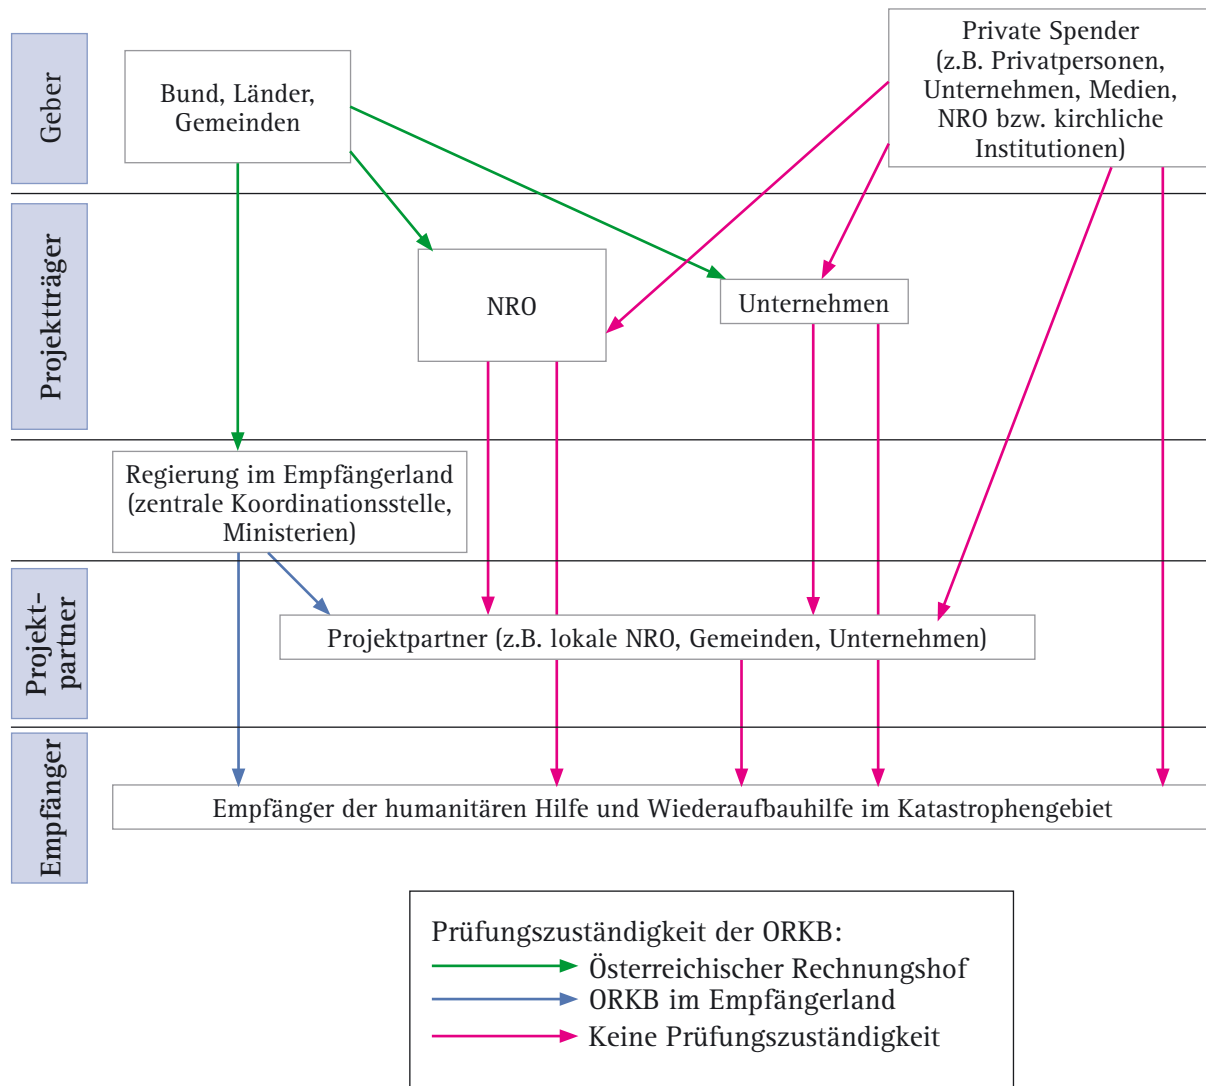 Geber
Bund, Länder,
Gemeinden
Private Spender
(z.B. Privatpersonen,
Unternehmen, Medien,
NRO bzw. kirchliche
Institutionen)
Projektträger
NRO
Unternehmen
Regierung im Empfängerland
(zentrale Koordinationsstelle,
Ministerien)
Projekt-
partner
Projektpartner (z.B. lokale NRO, Gemeinden, Unternehmen)
Empfänger
Empfänger der humanitären Hilfe und Wiederaufbauhilfe im Katastrophengebiet
Prüfungszuständigkeit der ORKB:
Österreichischer Rechnungshof
ORKB im Empfängerland
Keine Prüfungszuständigkeit